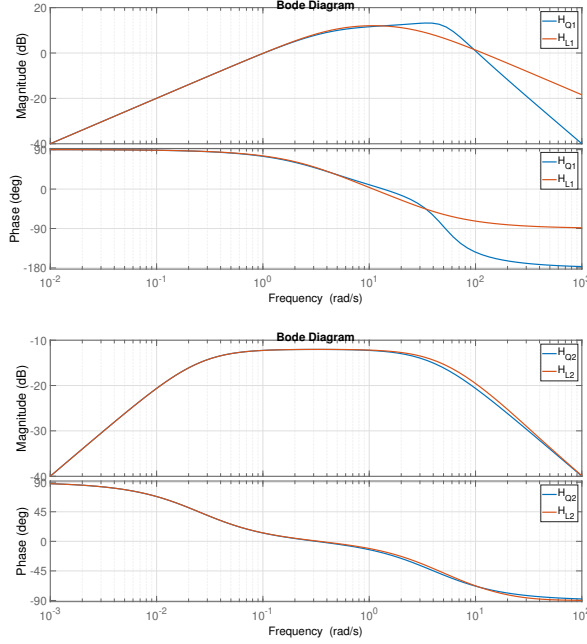 Bode Diagram
20
0
-20
-40
Magnitude (dB)
H_Q1
H_L1
90
0
-90
-180
Phase (deg)
H_Q1
H_L1
10^-2 10^-1 10^0 10^1 10^2 10^3
Frequency (rad/s)
Bode Diagram
-10
-20
-30
-40
Magnitude (dB)
H_Q2
H_L2
90
45
0
-45
-90
Phase (deg)
H_Q2
H_L2
10^-3 10^-2 10^-1 10^0 10^1
Frequency (rad/s)